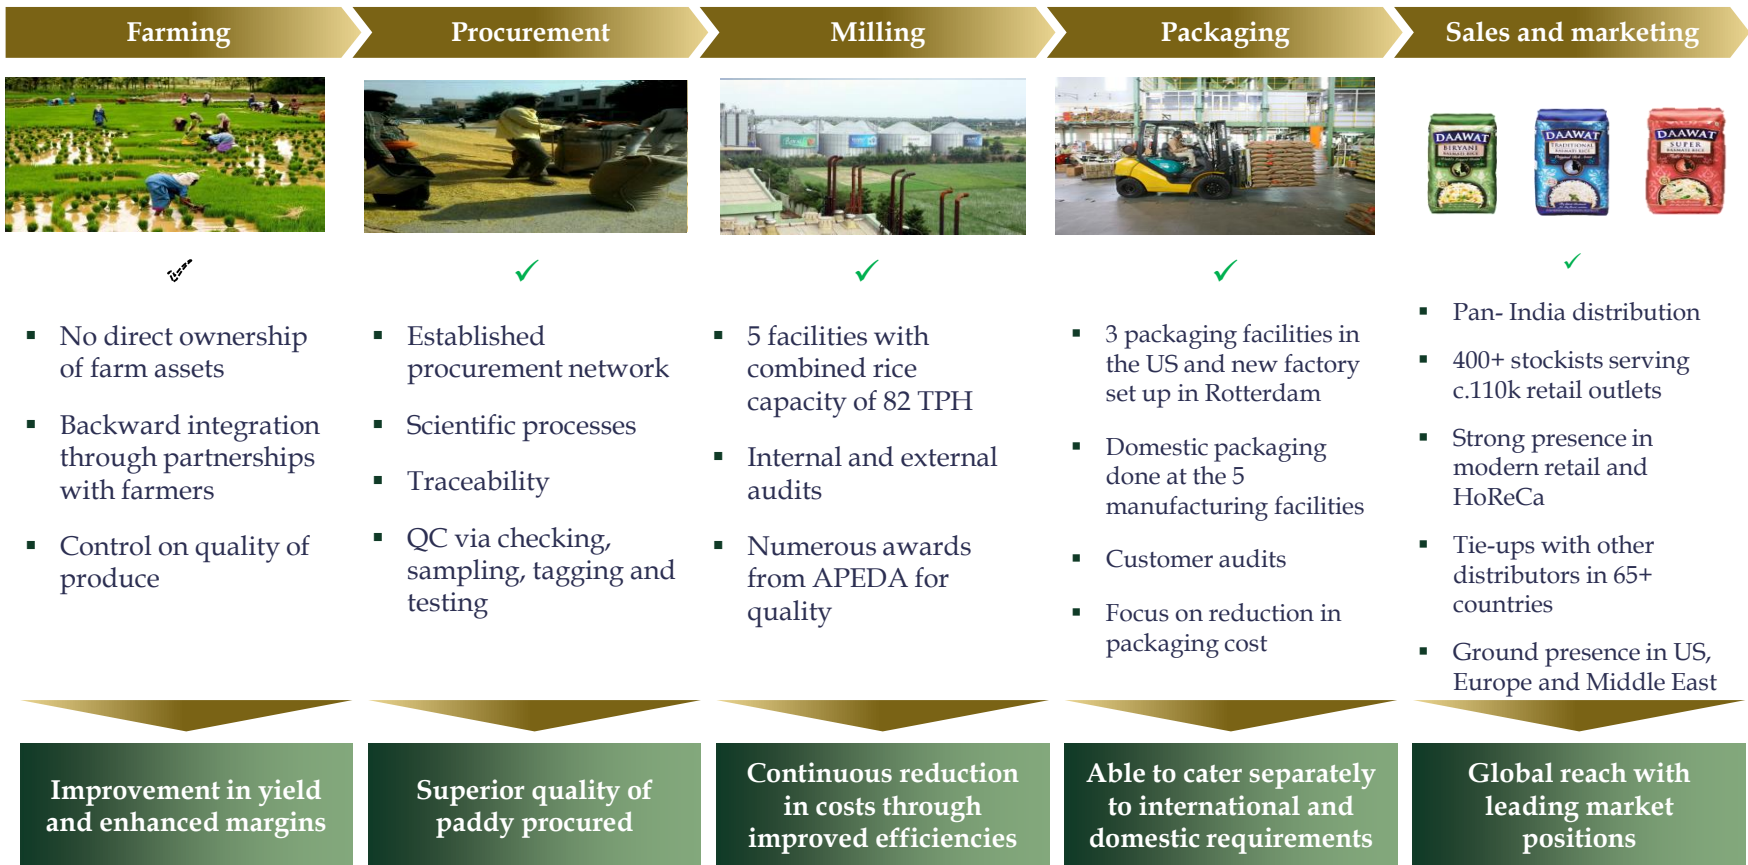 Farming
Procurement
Milling
Packaging
Sales and marketing
DAAWAT
BIRYANI
BASMATI RICE
DAAWAT
TRADITIONAL
BASMATI RICE
DAAWAT
SUPER
BASMATI RICE
No direct ownership
of farm assets
Backward integration
through partnerships
with farmers
Control on quality of
produce
Established
procurement network
Scientific processes
Traceability
QC via checking,
sampling, tagging and
testing
5 facilities with
combined rice
capacity of 82 TPH
Internal and external
audits
Numerous awards
from APEDA for
quality
3 packaging facilities in
the US and new factory
set up in Rotterdam
Domestic packaging
done at the 5
manufacturing facilities
Customer audits
Focus on reduction in
packaging cost
Pan- India distribution
400+ stockists serving
c.110k retail outlets
Strong presence in
modern retail and
HoReCa
Tie-ups with other
distributors in 65+
countries
Ground presence in US,
Europe and Middle East
Improvement in yield
and enhanced margins
Superior quality of
paddy procured
Continuous reduction
in costs through
improved efficiencies
Able to cater separately
to international and
domestic requirements
Global reach with
leading market
positions